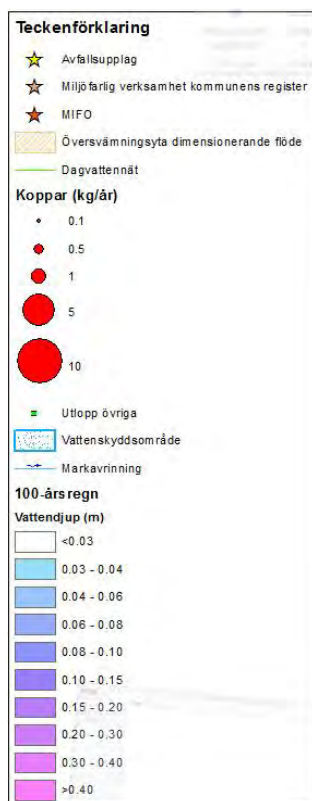 Teckenförklaring
Avfallsupplag
Miljöfarlig verksamhet kommunens register
MIFO
Översvämningsyta dimensionerande flöde
Dagvattennät
Koppar (kg/år)
0.1
0.5
1
5
10
Utlopp övriga
Vattenskyddsområde
Markavrinning
100-årsregn
Vattendjup (m)
<0.03
0.03 - 0.04
0.04 - 0.06
0.06 - 0.08
0.08 - 0.10
0.10 - 0.15
0.15 - 0.20
0.20 - 0.30
0.30 - 0.40
>0.40